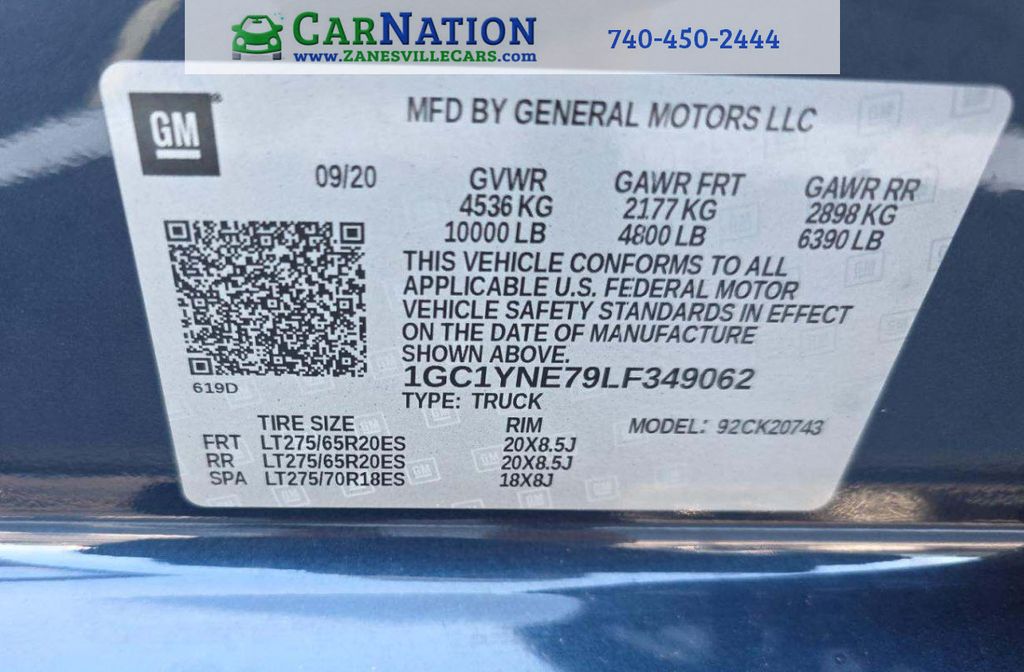 CARNATION
www.ZANESVILLECARS.com
740-450-2444
GM®
MFD BY GENERAL MOTORS LLC
09/20
GVWR GAWR FRT GAWR RR
4536 KG 2177 KG 2898 KG
10000 LB 4800 LB 6390 LB
THIS VEHICLE CONFORMS TO ALL
APPLICABLE U.S. FEDERAL MOTOR
VEHICLE SAFETY STANDARDS IN EFFECT
ON THE DATE OF MANUFACTURE
SHOWN ABOVE.
619D
1GC1YNE79LF349062
TYPE: TRUCK
TIRE SIZE RIM MODEL: 92CK20743
FRT LT275/65R20ES 20X8.5J
RR LT275/65R20ES 20X8.5J
SPA LT275/70R18ES 18X8J